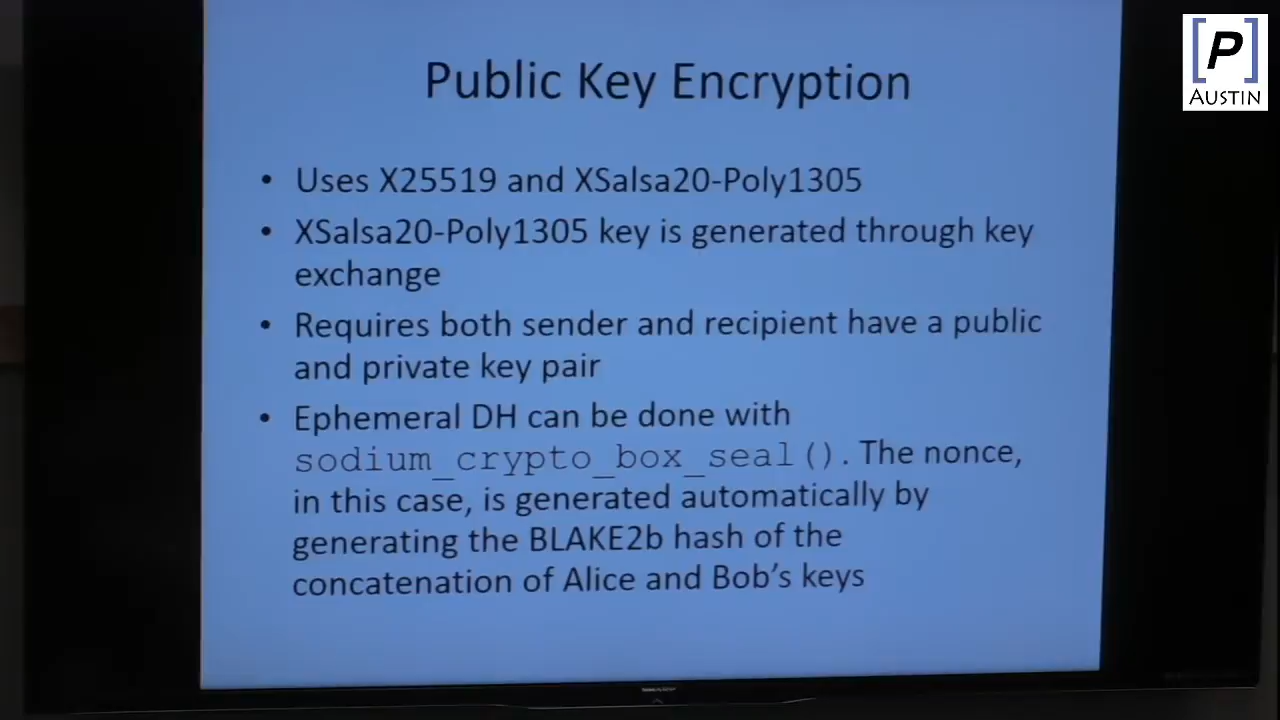 [P]
AUSTIN
Public Key Encryption
• Uses X25519 and XSalsa20-Poly1305
• XSalsa20-Poly1305 key is generated through key
exchange
• Requires both sender and recipient have a public
and private key pair
• Ephemeral DH can be done with
sodium_crypto_box_seal(). The nonce,
in this case, is generated automatically by
generating the BLAKE2b hash of the
concatenation of Alice and Bob's keys